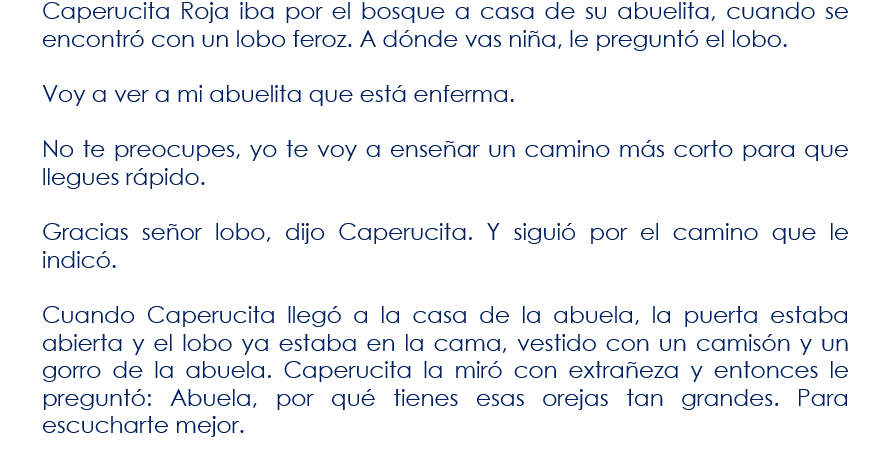 Caperucita Roja iba por el bosque a casa de su abuelita, cuando se
encontró con un lobo feroz. A dónde vas niña, le preguntó el lobo.
Voy a ver a mi abuelita que está enferma.
No te preocupes, yo te voy a enseñar un camino más corto para que
llegues rápido.
Gracias señor lobo, dijo Caperucita. Y siguió por el camino que le
indicó.
Cuando Caperucita llegó a la casa de la abuela, la puerta estaba
abierta y el lobo ya estaba en la cama, vestido con un camisón y un
gorro de la abuela. Caperucita la miró con extrañeza y entonces le
preguntó: Abuela, por qué tienes esas orejas tan grandes. Para
escucharte mejor.